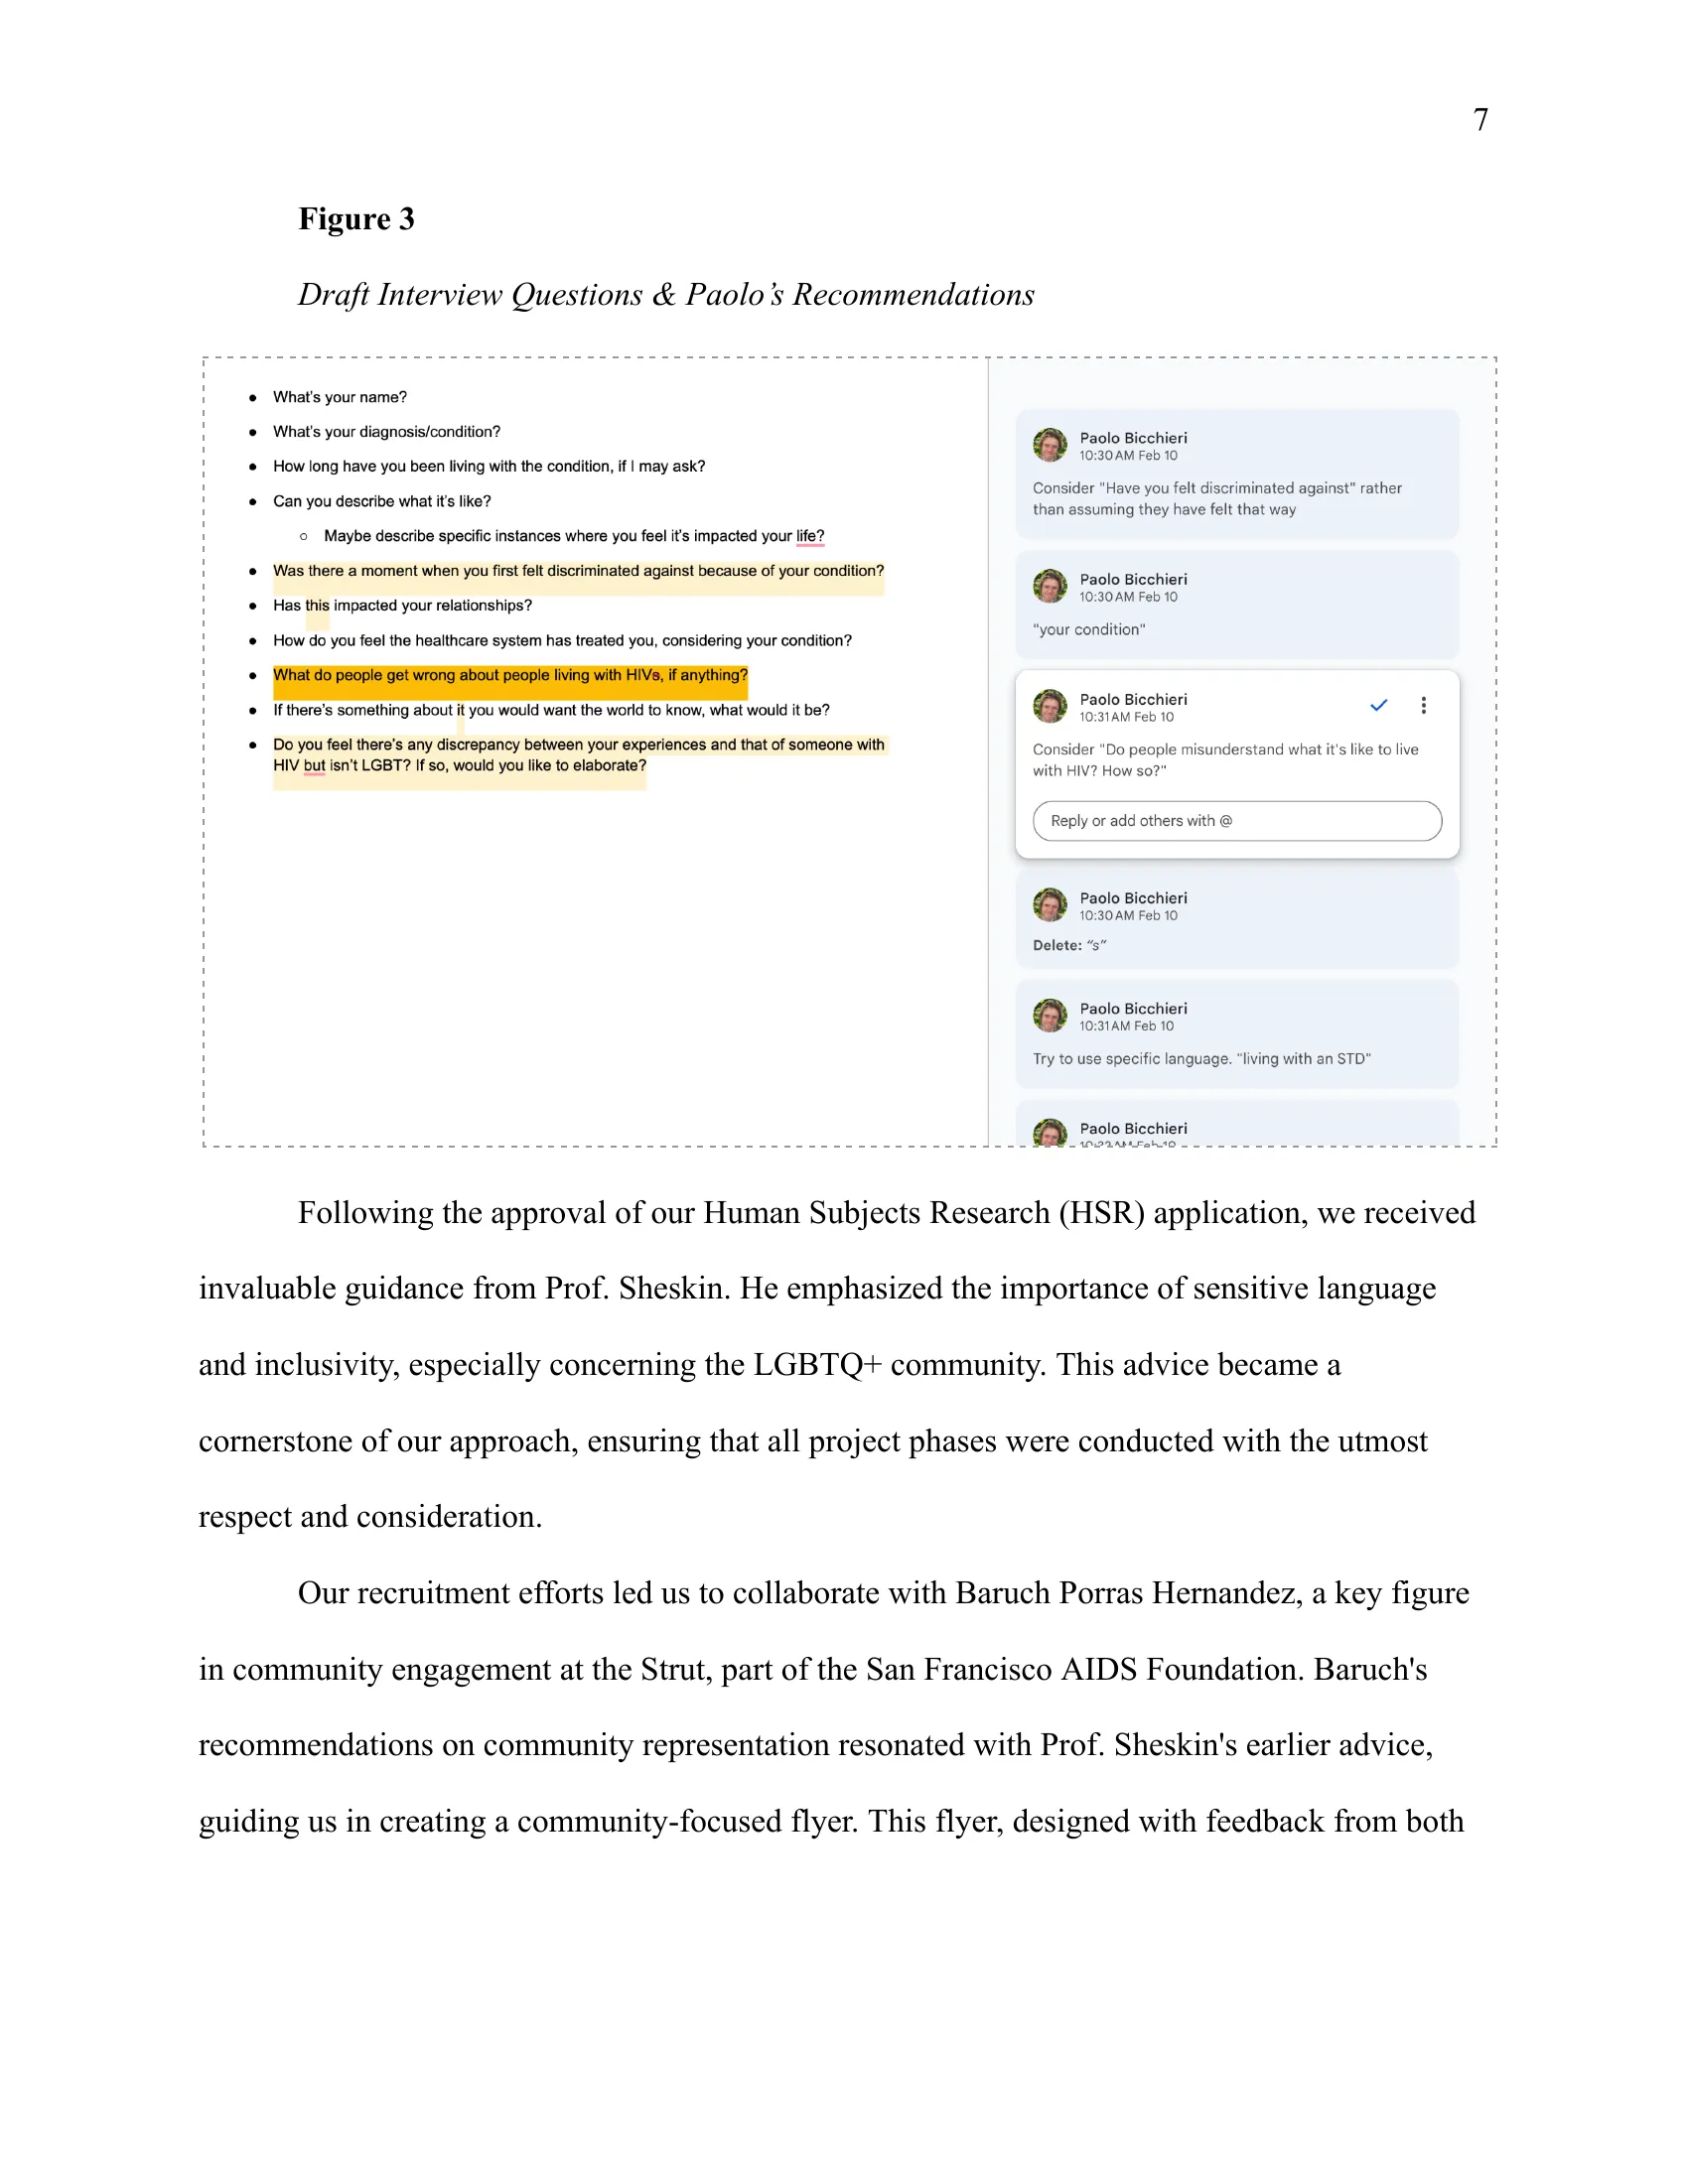 7
Figure 3
Draft Interview Questions & Paolo’s Recommendations
● What's your name?
● What's your diagnosis/condition?
● How long have you been living with the condition, if I may ask?
● Can you describe what it's like?
○ Maybe describe specific instances where you feel it's impacted your life?
● Was there a moment when you first felt discriminated against because of your condition?
● Has this impacted your relationships?
● How do you feel the healthcare system has treated you, considering your condition?
● What do people get wrong about people living with HIVs, if anything?
● If there's something about it you would want the world to know, what would it be?
● Do you feel there's any discrepancy between your experiences and that of someone with
HIV but isn't LGBT? If so, would you like to elaborate?
Paolo Bicchieri
10:30 AM Feb 10
Consider "Have you felt discriminated against" rather
than assuming they have felt that way
Paolo Bicchieri
10:30 AM Feb 10
"your condition"
Paolo Bicchieri
10:31 AM Feb 10
Consider "Do people misunderstand what it's like to live
with HIV? How so?"
Reply or add others with @
Paolo Bicchieri
10:30 AM Feb 10
Delete: “s”
Paolo Bicchieri
10:31 AM Feb 10
Try to use specific language. "living with an STD"
Paolo Bicchieri
Following the approval of our Human Subjects Research (HSR) application, we received
invaluable guidance from Prof. Sheskin. He emphasized the importance of sensitive language
and inclusivity, especially concerning the LGBTQ+ community. This advice became a
cornerstone of our approach, ensuring that all project phases were conducted with the utmost
respect and consideration.
Our recruitment efforts led us to collaborate with Baruch Porras Hernandez, a key figure
in community engagement at the Strut, part of the San Francisco AIDS Foundation. Baruch's
recommendations on community representation resonated with Prof. Sheskin's earlier advice,
guiding us in creating a community-focused flyer. This flyer, designed with feedback from both